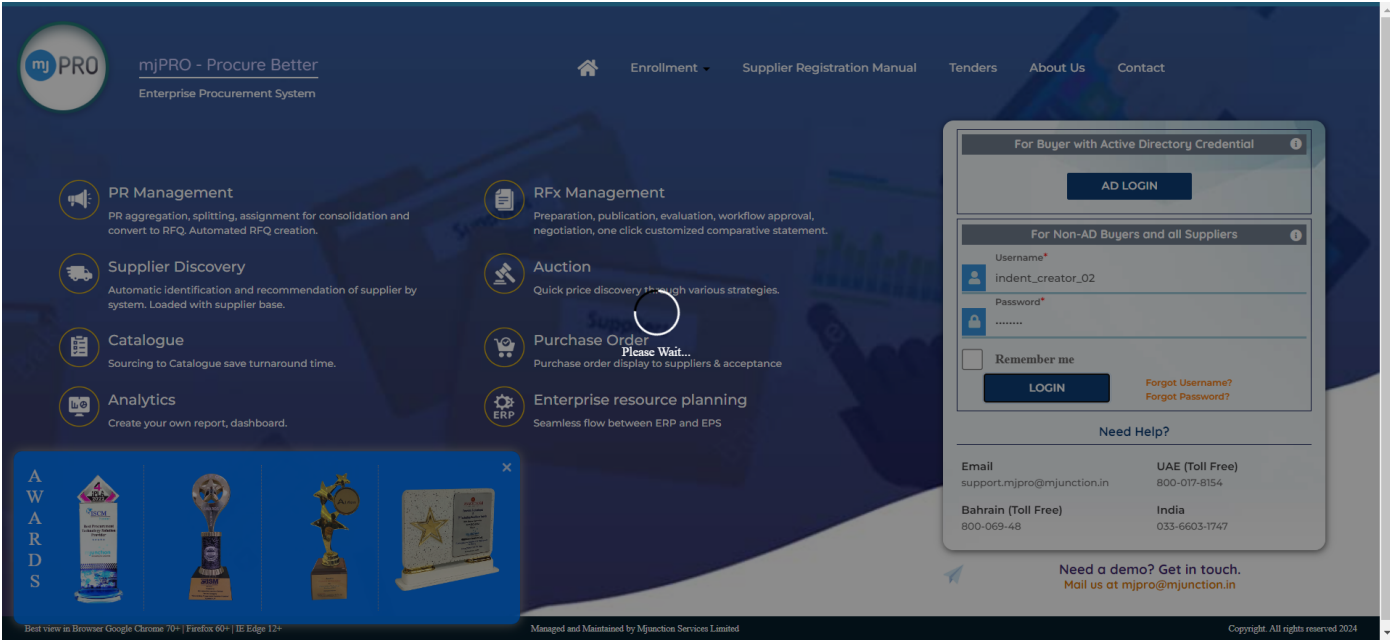 mj PRO
mjPRO - Procure Better
Enterprise Procurement System
Enrollment
Supplier Registration Manual
Tenders
About Us
Contact
PR Management
PR aggregation, splitting, assignment for consolidation and
convert to RFQ. Automated RFQ creation.
RFx Management
Preparation, publication, evaluation, workflow approval,
negotiation, one click customized comparative statement.
Supplier Discovery
Automatic identification and recommendation of supplier by
system. Loaded with supplier base.
Auction
Quick price discovery through various strategies.
Catalogue
Sourcing to Catalogue save turnaround time.
Purchase Order
Purchase order display to suppliers & acceptance
Analytics
Create your own report, dashboard.
ERP
Enterprise resource planning
Seamless flow between ERP and EPS
Please Wait...
For Buyer with Active Directory Credential
AD LOGIN
For Non-AD Buyers and all Suppliers
Username*
indent_creator_02
Password*
........
Remember me
LOGIN
Forgot Username?
Forgot Password?
Need Help?
Email
support.mjpro@mjunction.in
UAE (Toll Free)
800-017-8154
Bahrain (Toll Free)
800-069-48
India
033-6603-1747
Need a demo? Get in touch.
Mail us at mjpro@mjunction.in
AWARDS
Best view in Browser Google Chrome 70+ | Firefox 60+ | IE Edge 12+
Managed and Maintained by Mjunction Services Limited
Copyright. All rights reserved 2024